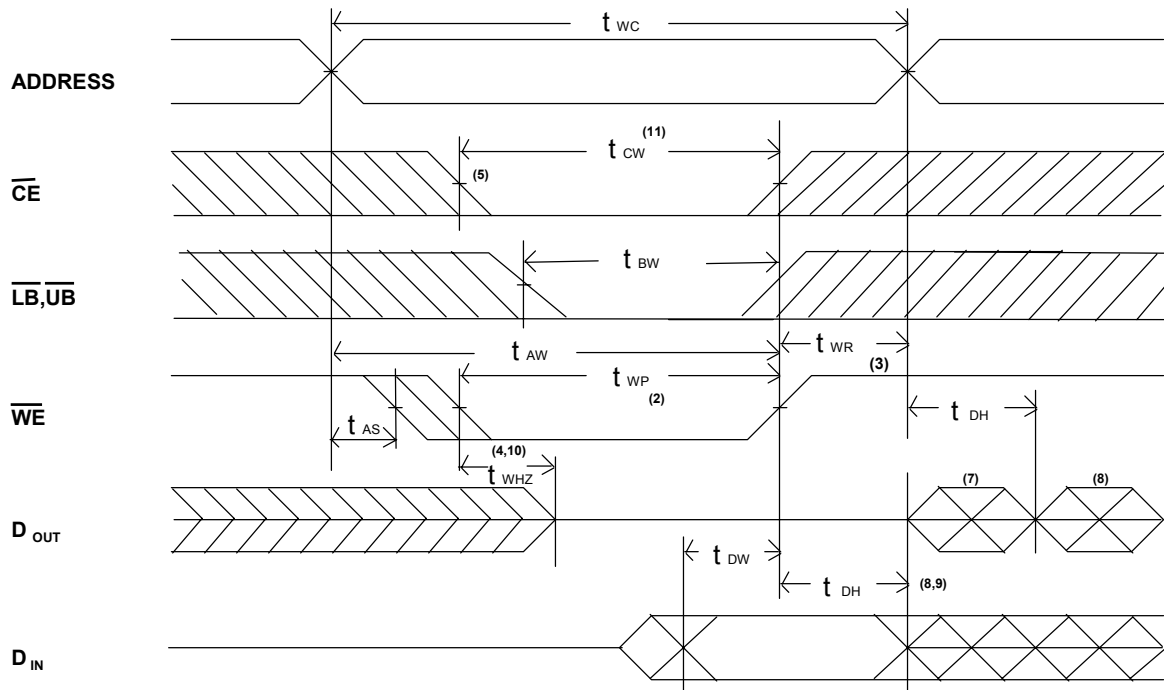 t WC
ADDRESS
t CW (11)
CE (5)
t BW
LB,UB
t AW t WR
t WP (2) (3)
WE
t AS t DH
(4,10)
t WHZ
(7) (8)
D OUT
t DW
t DH (8,9)
D IN